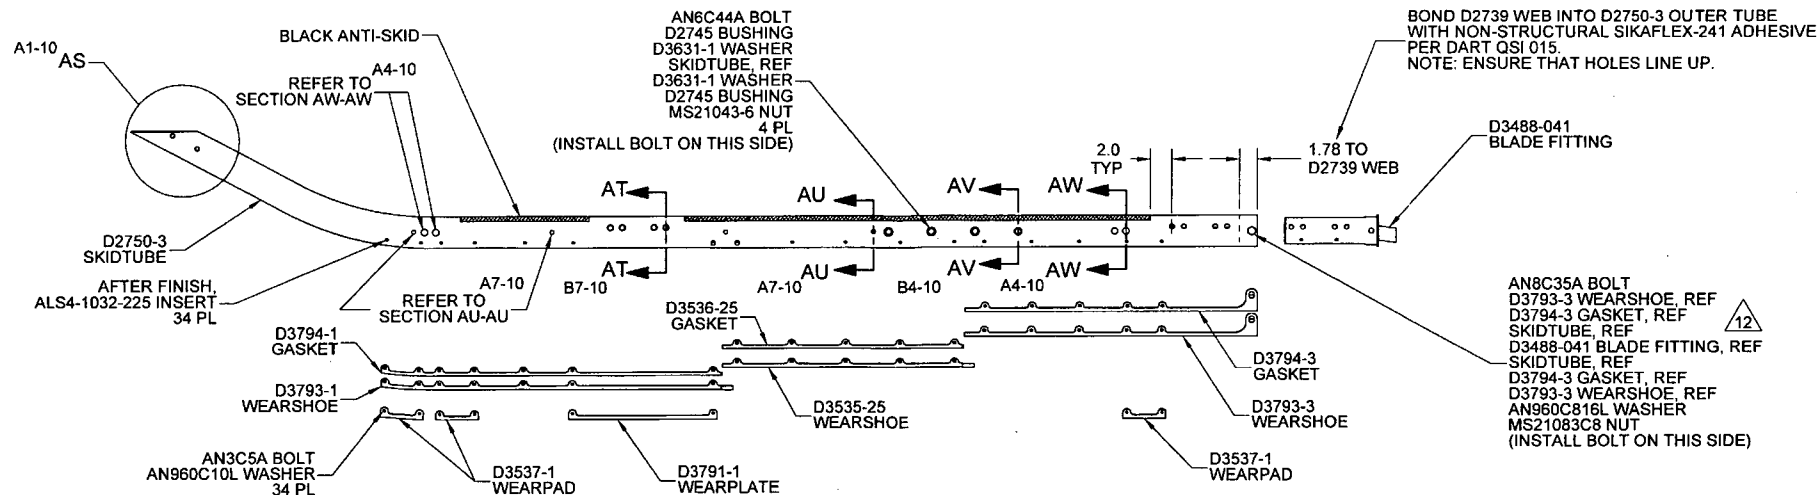 A1-10
AS
BLACK ANTI-SKID
A4-10
REFER TO
SECTION AW-AW
AN6C44A BOLT
D2745 BUSHING
D3631-1 WASHER
SKIDTUBE, REF
D3631-1 WASHER
D2745 BUSHING
MS21043-6 NUT
4 PL
(INSTALL BOLT ON THIS SIDE)
BOND D2739 WEB INTO D2750-3 OUTER TUBE
WITH NON-STRUCTURAL SIKAFLEX-241 ADHESIVE
PER DART QSI 015.
NOTE: ENSURE THAT HOLES LINE UP.
D3488-041
BLADE FITTING
2.0
TYP
1.78 TO
D2739 WEB
AT
AU
AV
AW
D2750-3
SKIDTUBE
AFTER FINISH,
ALS4-1032-225 INSERT
34 PL
REFER TO
SECTION AU-AU
A7-10
AT
B7-10
AU
A7-10
AV
B4-10
AW
A4-10
D3794-1
GASKET
D3793-1
WEARSHOE
D3536-25
GASKET
D3535-25
WEARSHOE
D3794-3
GASKET
D3793-3
WEARSHOE
AN3C5A BOLT
AN960C10L WASHER
34 PL
D3537-1
WEARPAD
D3791-1
WEARPLATE
D3537-1
WEARPAD
AN8C35A BOLT
D3793-3 WEARSHOE, REF
D3794-3 GASKET, REF
SKIDTUBE, REF
D3488-041 BLADE FITTING, REF
SKIDTUBE, REF
D3794-3 GASKET, REF
D3793-3 WEARSHOE, REF
AN960C816L WASHER
MS21083C8 NUT
(INSTALL BOLT ON THIS SIDE)
12